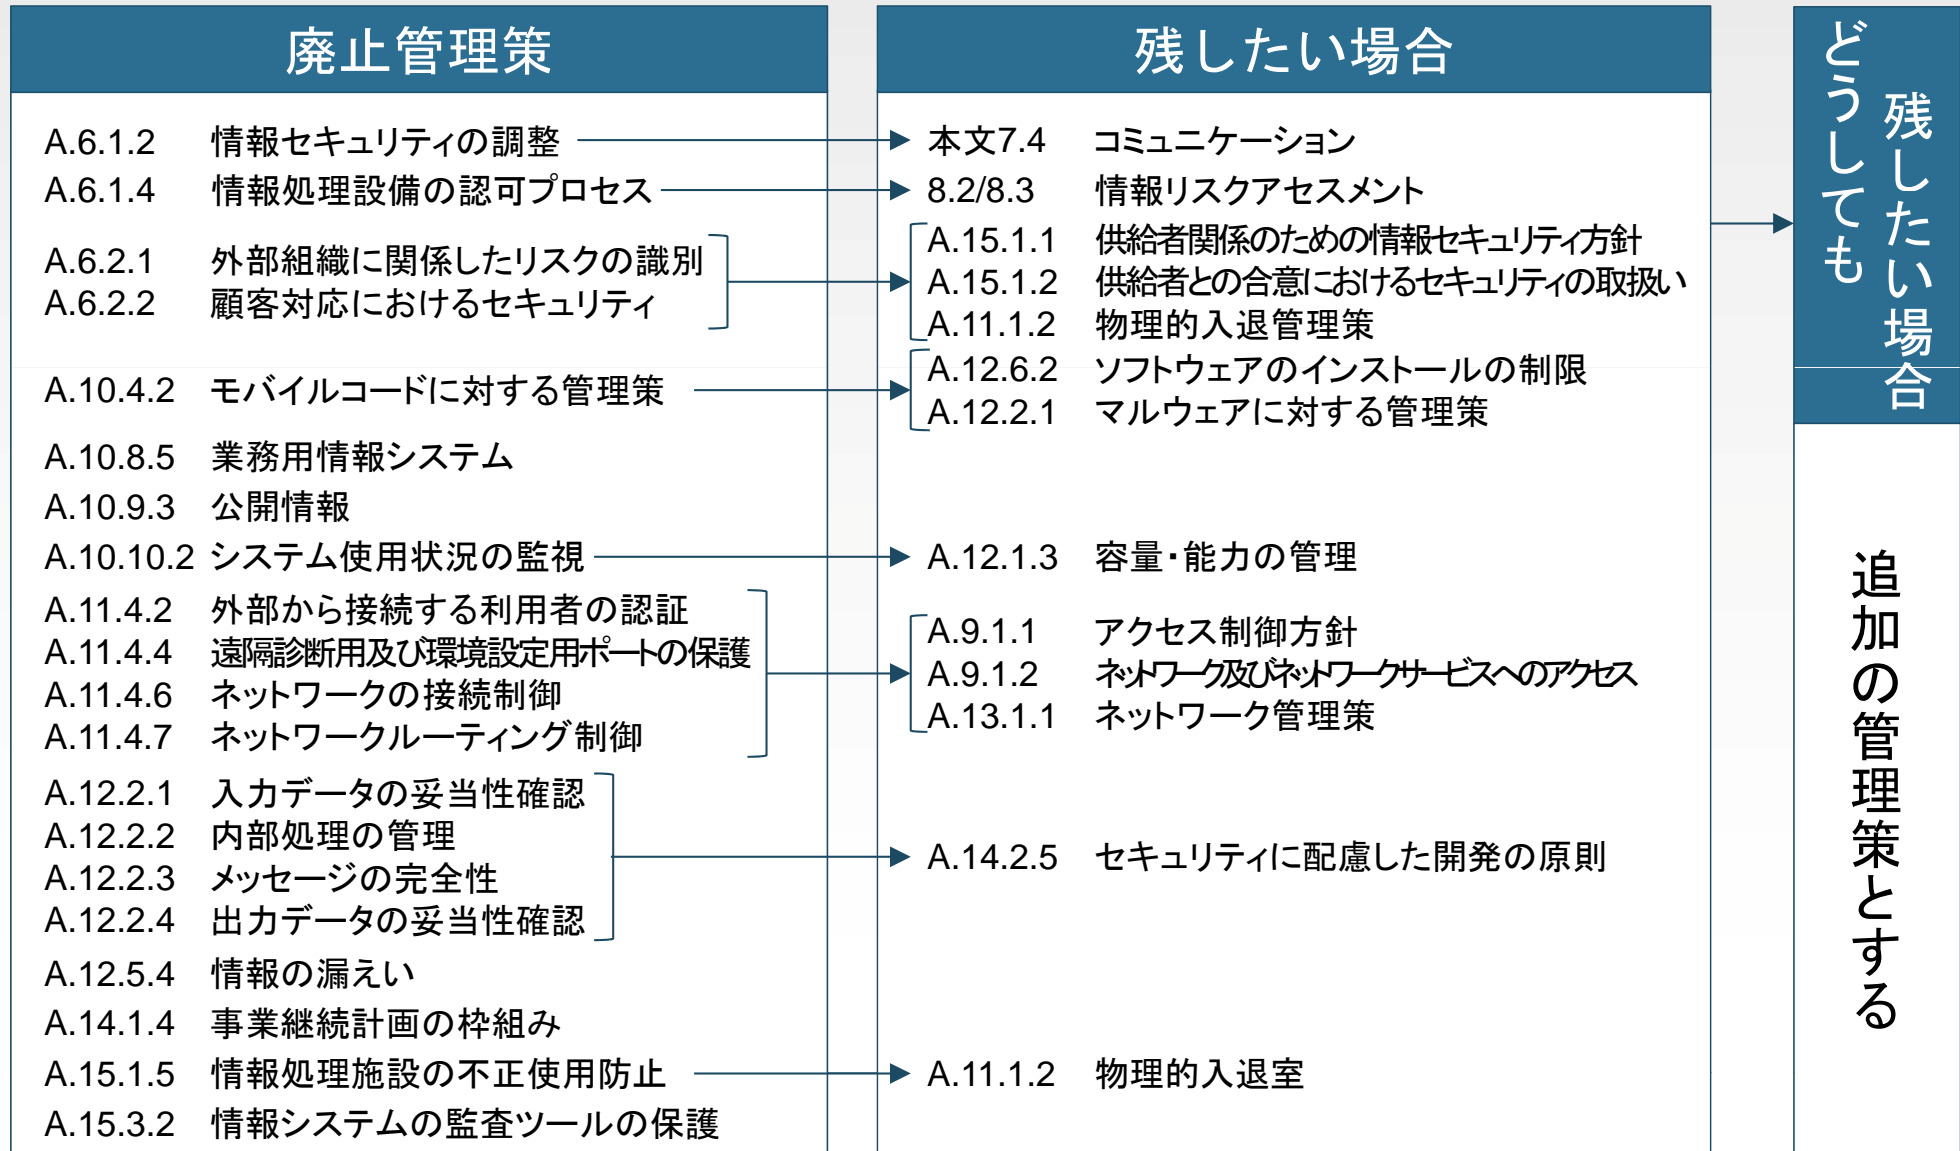 廃止管理策
A.6.1.2 情報セキュリティの調整
A.6.1.4 情報処理設備の認可プロセス
A.6.2.1 外部組織に関係したリスクの識別
A.6.2.2 顧客対応におけるセキュリティ
A.10.4.2 モバイルコードに対する管理策
A.10.8.5 業務用情報システム
A.10.9.3 公開情報
A.10.10.2 システム使用状況の監視
A.11.4.2 外部から接続する利用者の認証
A.11.4.4 遠隔診断用及び環境設定用ポートの保護
A.11.4.6 ネットワークの接続制御
A.11.4.7 ネットワークルーティング制御
A.12.2.1 入力データの妥当性確認
A.12.2.2 内部処理の管理
A.12.2.3 メッセージの完全性
A.12.2.4 出力データの妥当性確認
A.12.5.4 情報の漏えい
A.14.1.4 事業継続計画の枠組み
A.15.1.5 情報処理施設の不正使用防止
A.15.3.2 情報システムの監査ツールの保護
残したい場合
本文7.4 コミュニケーション
8.2/8.3 情報リスクアセスメント
A.15.1.1 供給者関係のための情報セキュリティ方針
A.15.1.2 供給者との合意におけるセキュリティの取扱い
A.11.1.2 物理的入退管理策
A.12.6.2 ソフトウェアのインストールの制限
A.12.2.1 マルウェアに対する管理策
A.12.1.3 容量・能力の管理
A.9.1.1 アクセス制御方針
A.9.1.2 ネットワーク及びネットワークサービスへのアクセス
A.13.1.1 ネットワーク管理策
A.14.2.5 セキュリティに配慮した開発の原則
A.11.1.2 物理的入退室
どうしても
残したい場合
追加の管理策とする